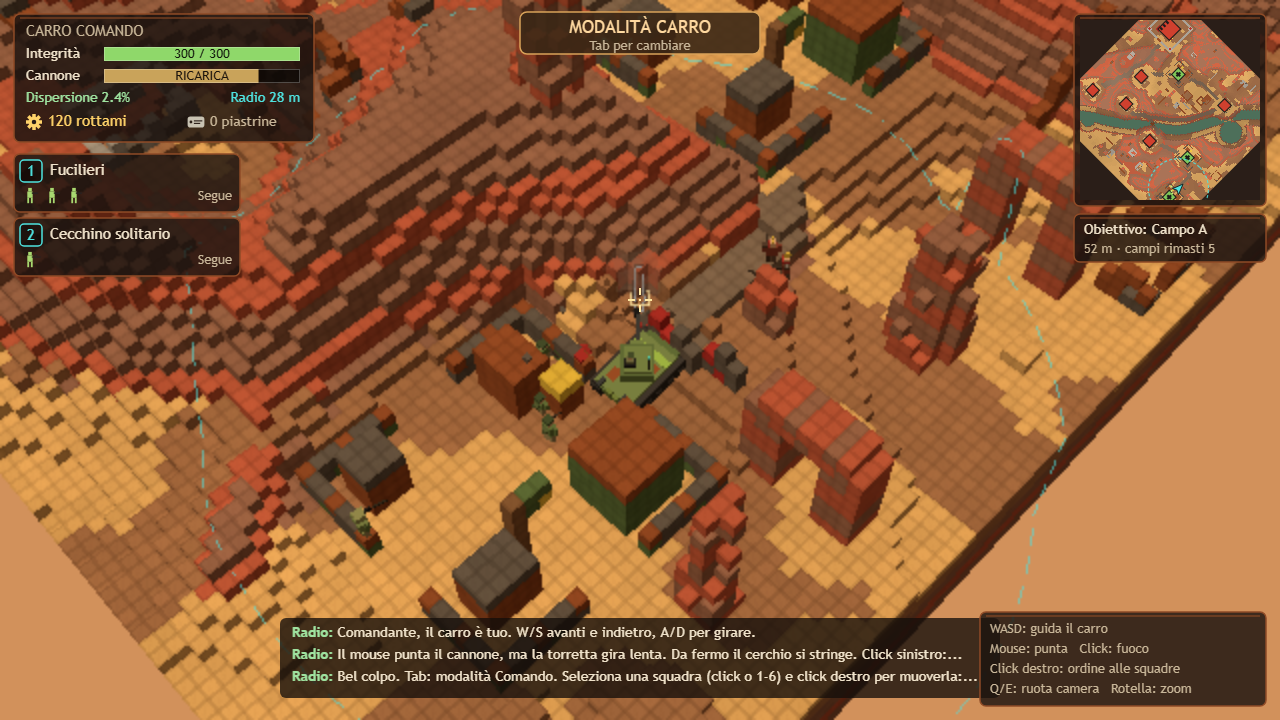 CARRO COMANDO
Integrità 300 / 300
Cannone RICARICA
Dispersione 2.4% Radio 28 m
120 rottami 0 piastrine
1 Fucilieri
Segue
2 Cecchino solitario
Segue
MODALITÀ CARRO
Tab per cambiare
Obiettivo: Campo A
52 m · campi rimasti 5
Radio: Comandante, il carro è tuo. W/S avanti e indietro, A/D per girare.
Radio: Il mouse punta il cannone, ma la torretta gira lenta. Da fermo il cerchio si stringe. Click sinistro:...
Radio: Bel colpo. Tab: modalità Comando. Seleziona una squadra (click o 1-6) e click destro per muoverla:...
WASD: guida il carro
Mouse: punta Click: fuoco
Click destro: ordine alle squadre
Q/E: ruota camera Rotella: zoom